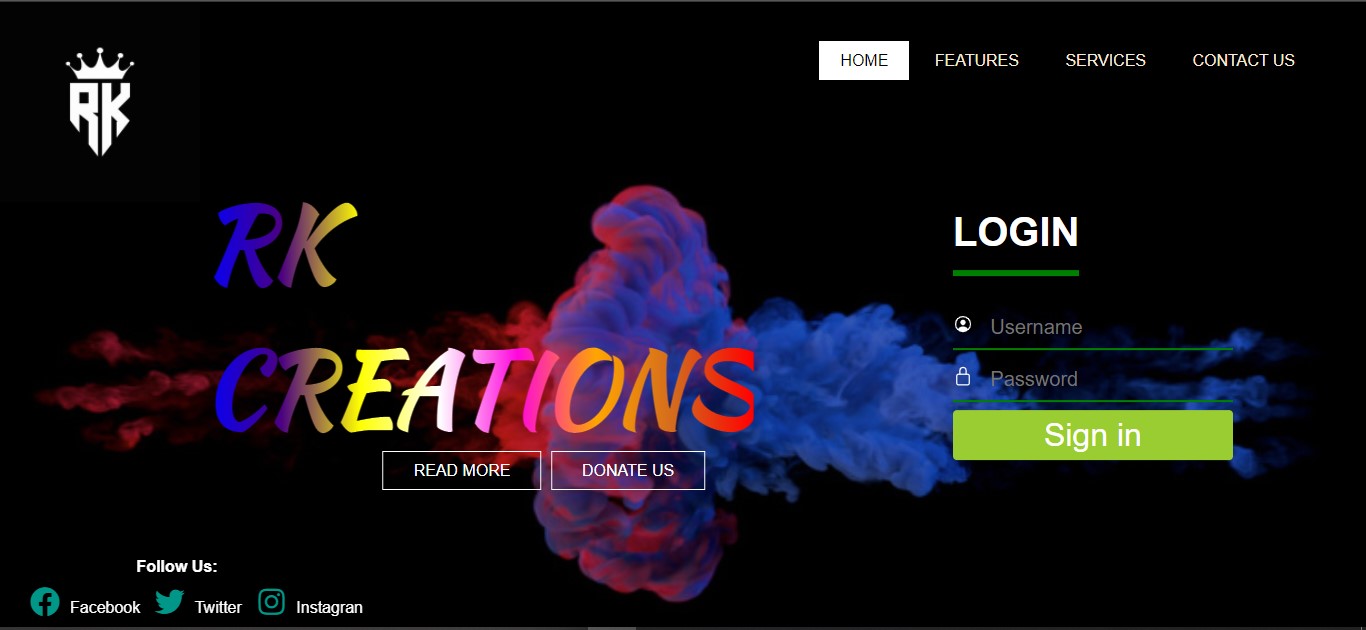 RK
HOME FEATURES SERVICES CONTACT US
RK
CREATIONS
READ MORE DONATE US
LOGIN
Username
Password
Sign in
Follow Us:
Facebook Twitter Instagran